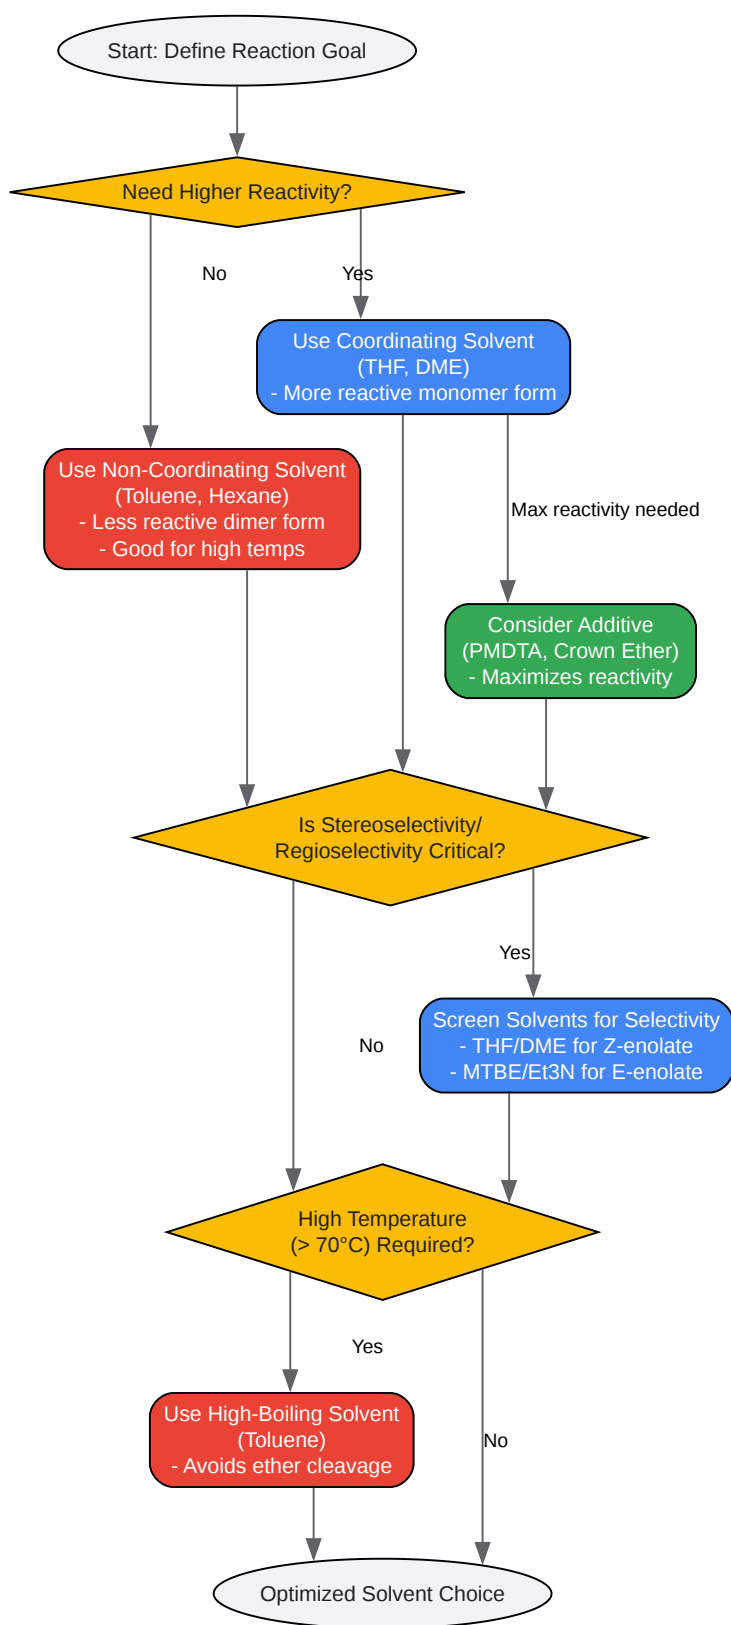 Start: Define Reaction Goal
Need Higher Reactivity?
No
Yes
Use Coordinating Solvent
(THF, DME)
- More reactive monomer form
Use Non-Coordinating Solvent
(Toluene, Hexane)
- Less reactive dimer form
- Good for high temps
Max reactivity needed
Consider Additive
(PMDTA, Crown Ether)
- Maximizes reactivity
Is Stereoselectivity/
Regioselectivity Critical?
Yes
No
Screen Solvents for Selectivity
- THF/DME for Z-enolate
- MTBE/Et3N for E-enolate
High Temperature
(> 70°C) Required?
Yes
Use High-Boiling Solvent
(Toluene)
- Avoids ether cleavage
No
Optimized Solvent Choice